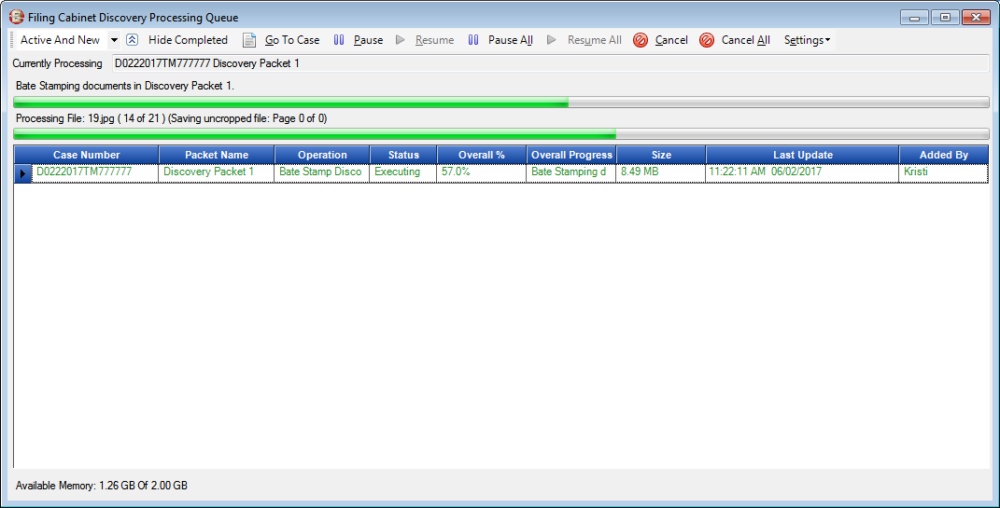 Filing Cabinet Discovery Processing Queue
Active And New Hide Completed Go To Case Pause Resume Pause All Resume All Cancel Cancel All Settings
Currently Processing D0222017TM777777 Discovery Packet 1
Bate Stamping documents in Discovery Packet 1.
Processing File: 19.jpg ( 14 of 21 ) (Saving uncropped file: Page 0 of 0)
Case Number Packet Name Operation Status Overall % Overall Progress Size Last Update Added By
D0222017TM777777 Discovery Packet 1 Bate Stamp Disco Executing 57.0% Bate Stamping d 8.49 MB 11:22:11 AM 06/02/2017 Kristi
Available Memory: 1.26 GB Of 2.00 GB